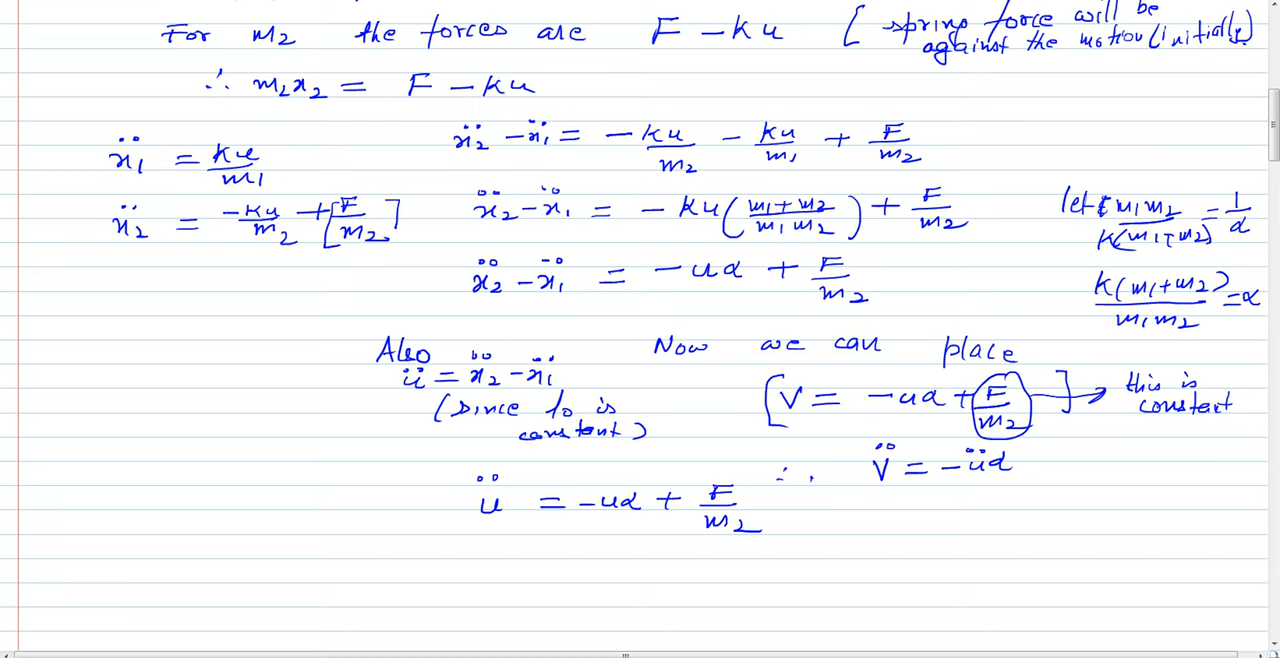 For m2 the forces are F - ku [spring force will be
against the motion (initially)]
∴ m2x2 = F - ku
ẍ1 = ku/m1
ẍ2 - ẍ1 = -ku/m2 - ku/m1 + F/m2
ẍ2 = -ku/m2 + [F/m2]
ẍ2 - ẍ1 = -ku(m1+m2/m1m2) + F/m2
let m1m2/K(m1+m2) = 1/α
ẍ2 - ẍ1 = -uα + F/m2
K(m1+m2)/m1m2 = α
Also
ü = ẍ2 - ẍ1
(since l0 is
constant)
Now we can place
[V = -uα + F/m2] → this is
constant
∴ V̈ = -üα
ü = -uα + F/m2